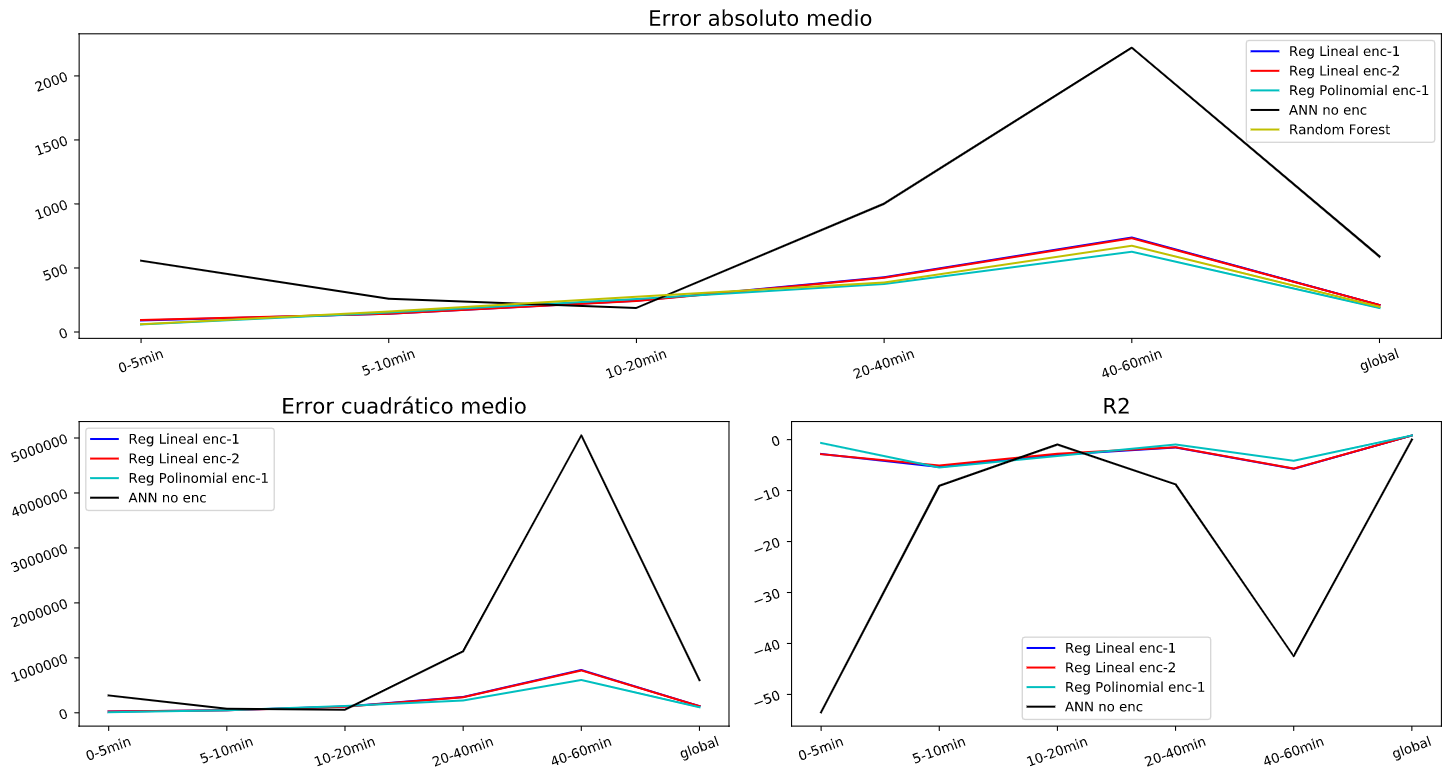 Error absoluto medio
2000
1500
1000
500
0
Reg Lineal enc-1
Reg Lineal enc-2
Reg Polinomial enc-1
ANN no enc
Random Forest
0-5min
5-10min
10-20min
20-40min
40-60min
global
Error cuadrático medio
5000000
4000000
3000000
2000000
1000000
0
Reg Lineal enc-1
Reg Lineal enc-2
Reg Polinomial enc-1
ANN no enc
0-5min
5-10min
10-20min
20-40min
40-60min
global
R2
0
−10
−20
−30
−40
−50
Reg Lineal enc-1
Reg Lineal enc-2
Reg Polinomial enc-1
ANN no enc
0-5min
5-10min
10-20min
20-40min
40-60min
global